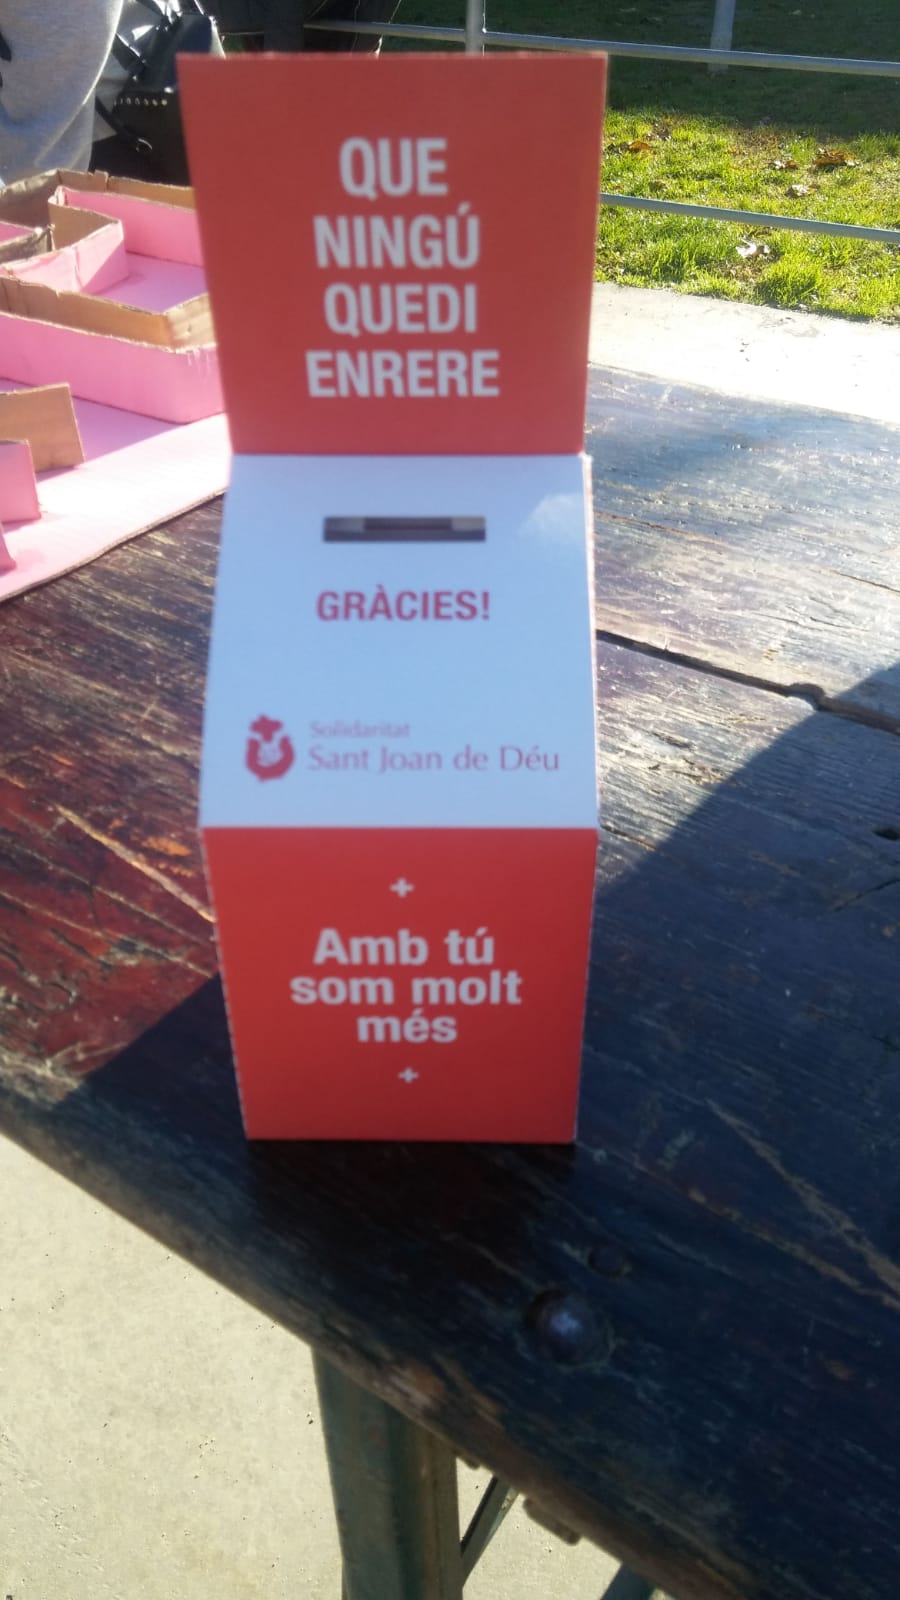 QUE
NINGÚ
QUEDI
ENRERE
GRÀCIES!
Solidaritat
Sant Joan de Déu
+
Amb tú
som molt
més
+